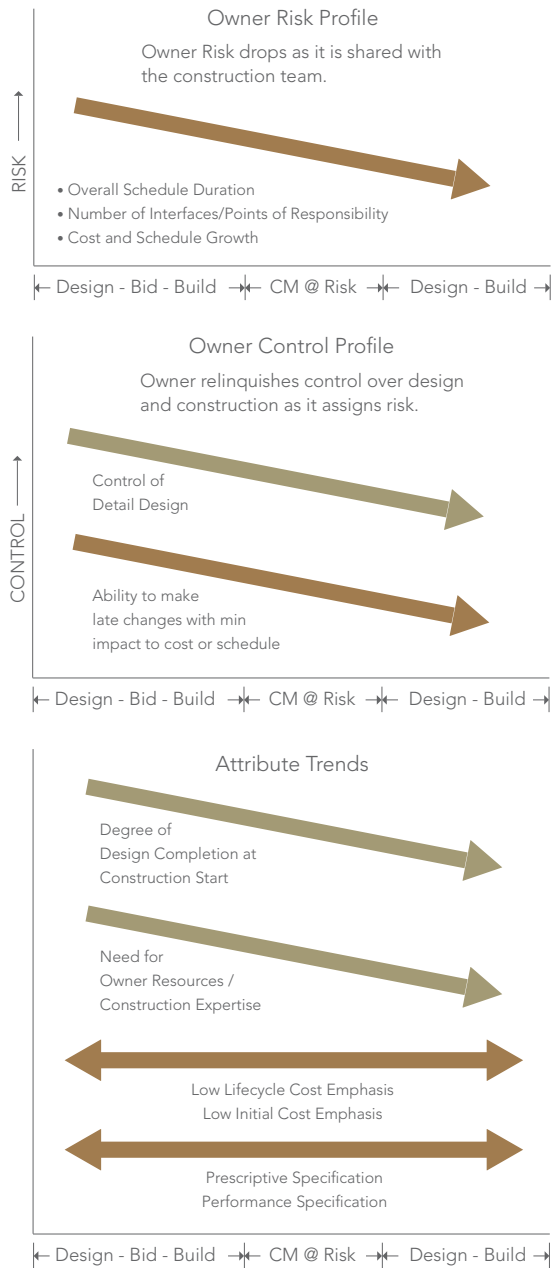 Owner Risk Profile
Owner Risk drops as it is shared with
the construction team.
RISK
• Overall Schedule Duration
• Number of Interfaces/Points of Responsibility
• Cost and Schedule Growth
Design - Bid - Build
CM @ Risk
Design - Build
Owner Control Profile
Owner relinquishes control over design
and construction as it assigns risk.
CONTROL
Control of
Detail Design
Ability to make
late changes with min
impact to cost or schedule
Design - Bid - Build
CM @ Risk
Design - Build
Attribute Trends
Degree of
Design Completion at
Construction Start
Need for
Owner Resources /
Construction Expertise
Low Lifecycle Cost Emphasis
Low Initial Cost Emphasis
Prescriptive Specification
Performance Specification
Design - Bid - Build
CM @ Risk
Design - Build